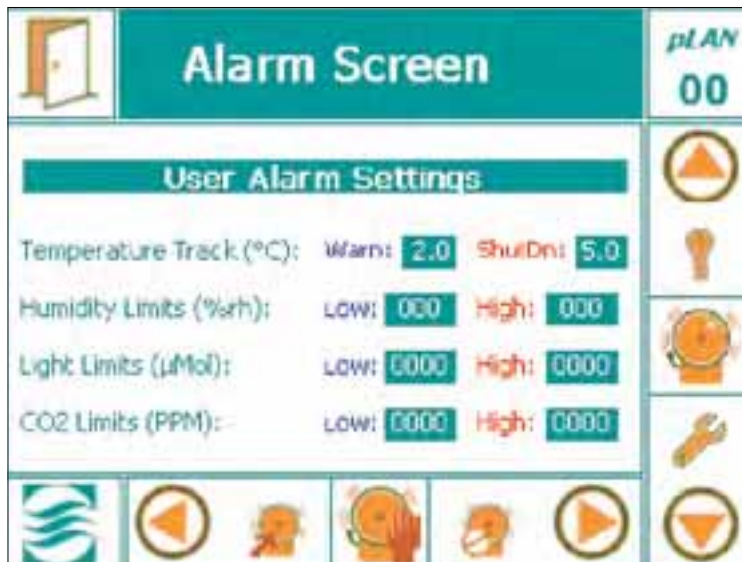 Alarm Screen
pLAN
00
User Alarm Settings
Temperature Track (°C): Warn: 2.0 ShutDn: 5.0
Humidity Limits (%rh): Low: 000 High: 000
Light Limits (µMol): Low: 0000 High: 0000
CO2 Limits (PPM): Low: 0000 High: 0000